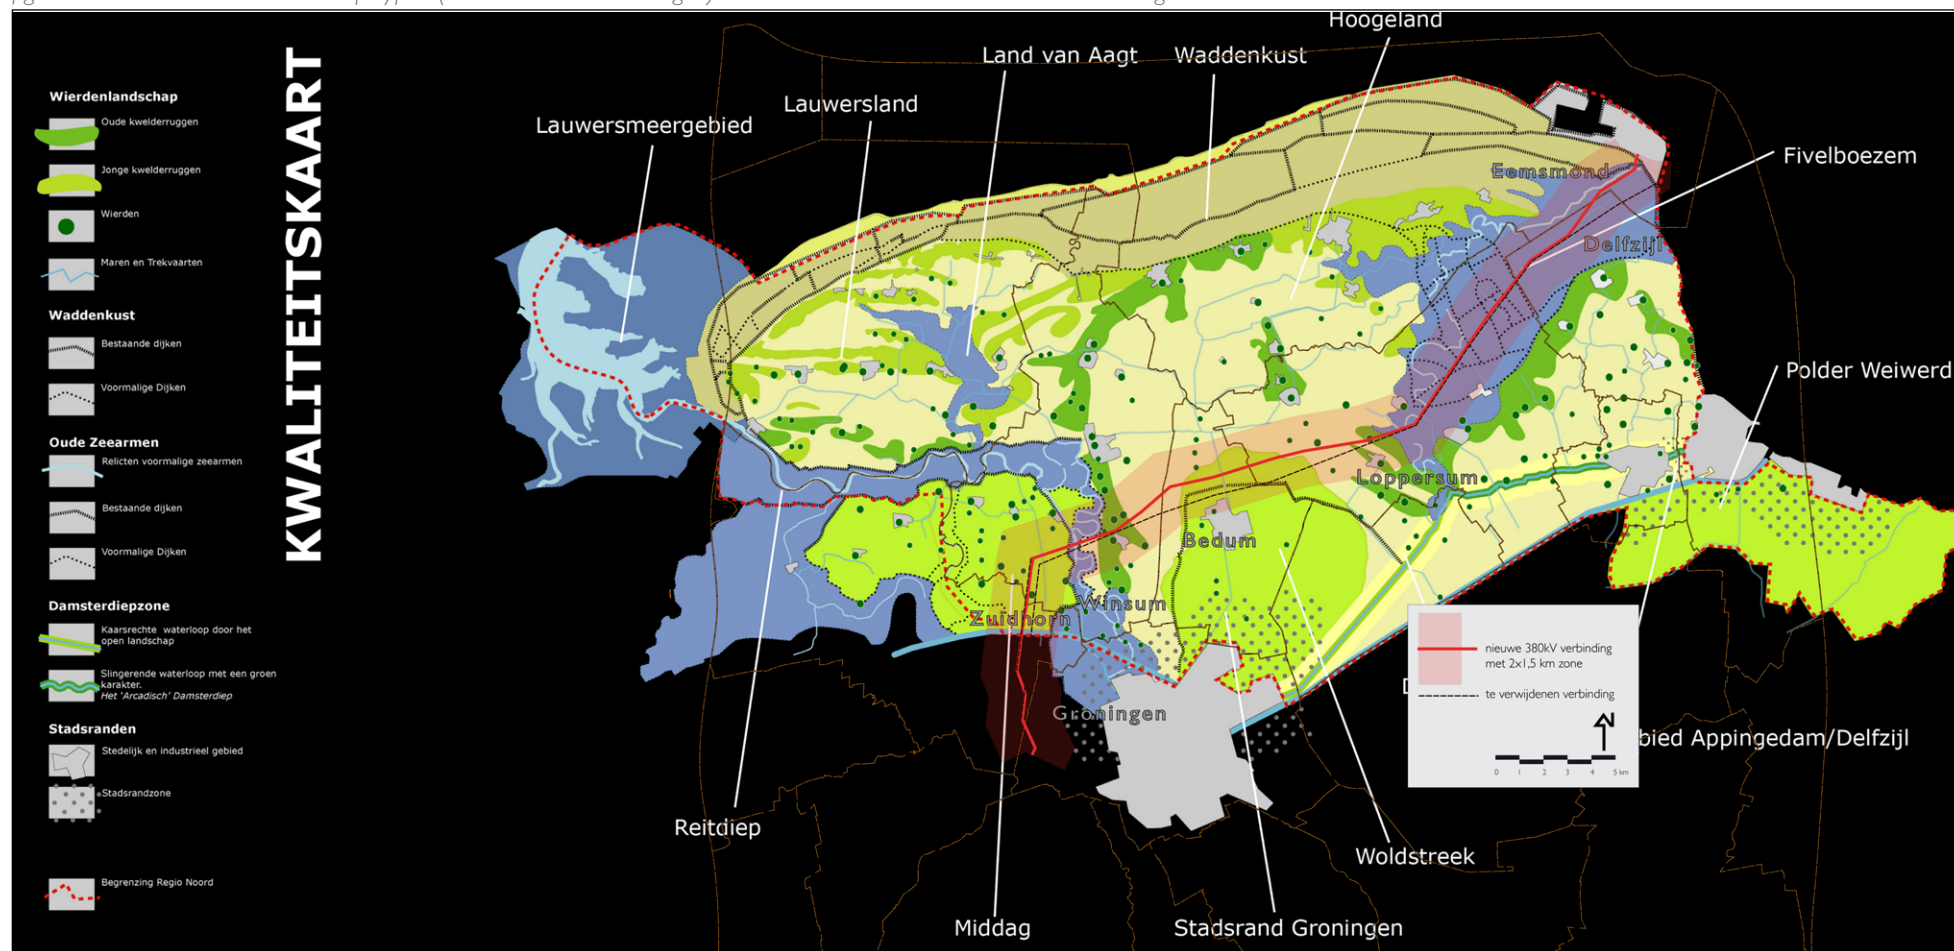 KWALITEITSKAART
Wierdenlandschap
Oude kwelderruggen
Jonge kwelderruggen
Wierden
Maren en Trekvaarten
Waddenkust
Bestaande dijken
Voormalige Dijken
Oude Zeearmen
Relicten voormalige zeearmen
Bestaande dijken
Voormalige Dijken
Damsterdiepzone
Kaarsrechte waterloop door het
open landschap
Slingerende waterloop met een groen
karakter.
Het 'Arcadisch' Damsterdiep
Stadsranden
Stedelijk en industrieel gebied
Stadsrandzone
Begrenzing Regio Noord
Hoogeland
Land van Aagt
Waddenkust
Lauwersland
Lauwersmeergebied
Fivelboezem
Eemsmond
Delfzijl
Polder Weiwerd
Loppersum
Bedum
Winsum
Zuidhorn
Groningen
nieuwe 380kV verbinding
met 2x1,5 km zone
te verwijdenen verbinding
0 1 2 3 4 5 km
bied Appingedam/Delfzijl
Reitdiep
Woldstreek
Middag
Stadsrand Groningen